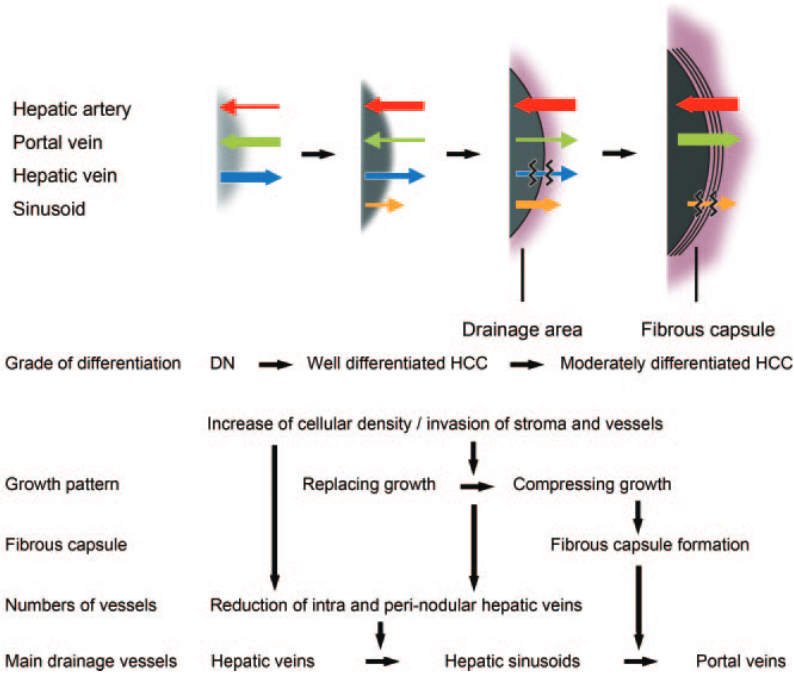 Hepatic artery
Portal vein
Hepatic vein
Sinusoid
Drainage area
Fibrous capsule
Grade of differentiation DN Well differentiated HCC Moderately differentiated HCC
Increase of cellular density / invasion of stroma and vessels
Growth pattern Replacing growth Compressing growth
Fibrous capsule Fibrous capsule formation
Numbers of vessels Reduction of intra and peri-nodular hepatic veins
Main drainage vessels Hepatic veins Hepatic sinusoids Portal veins